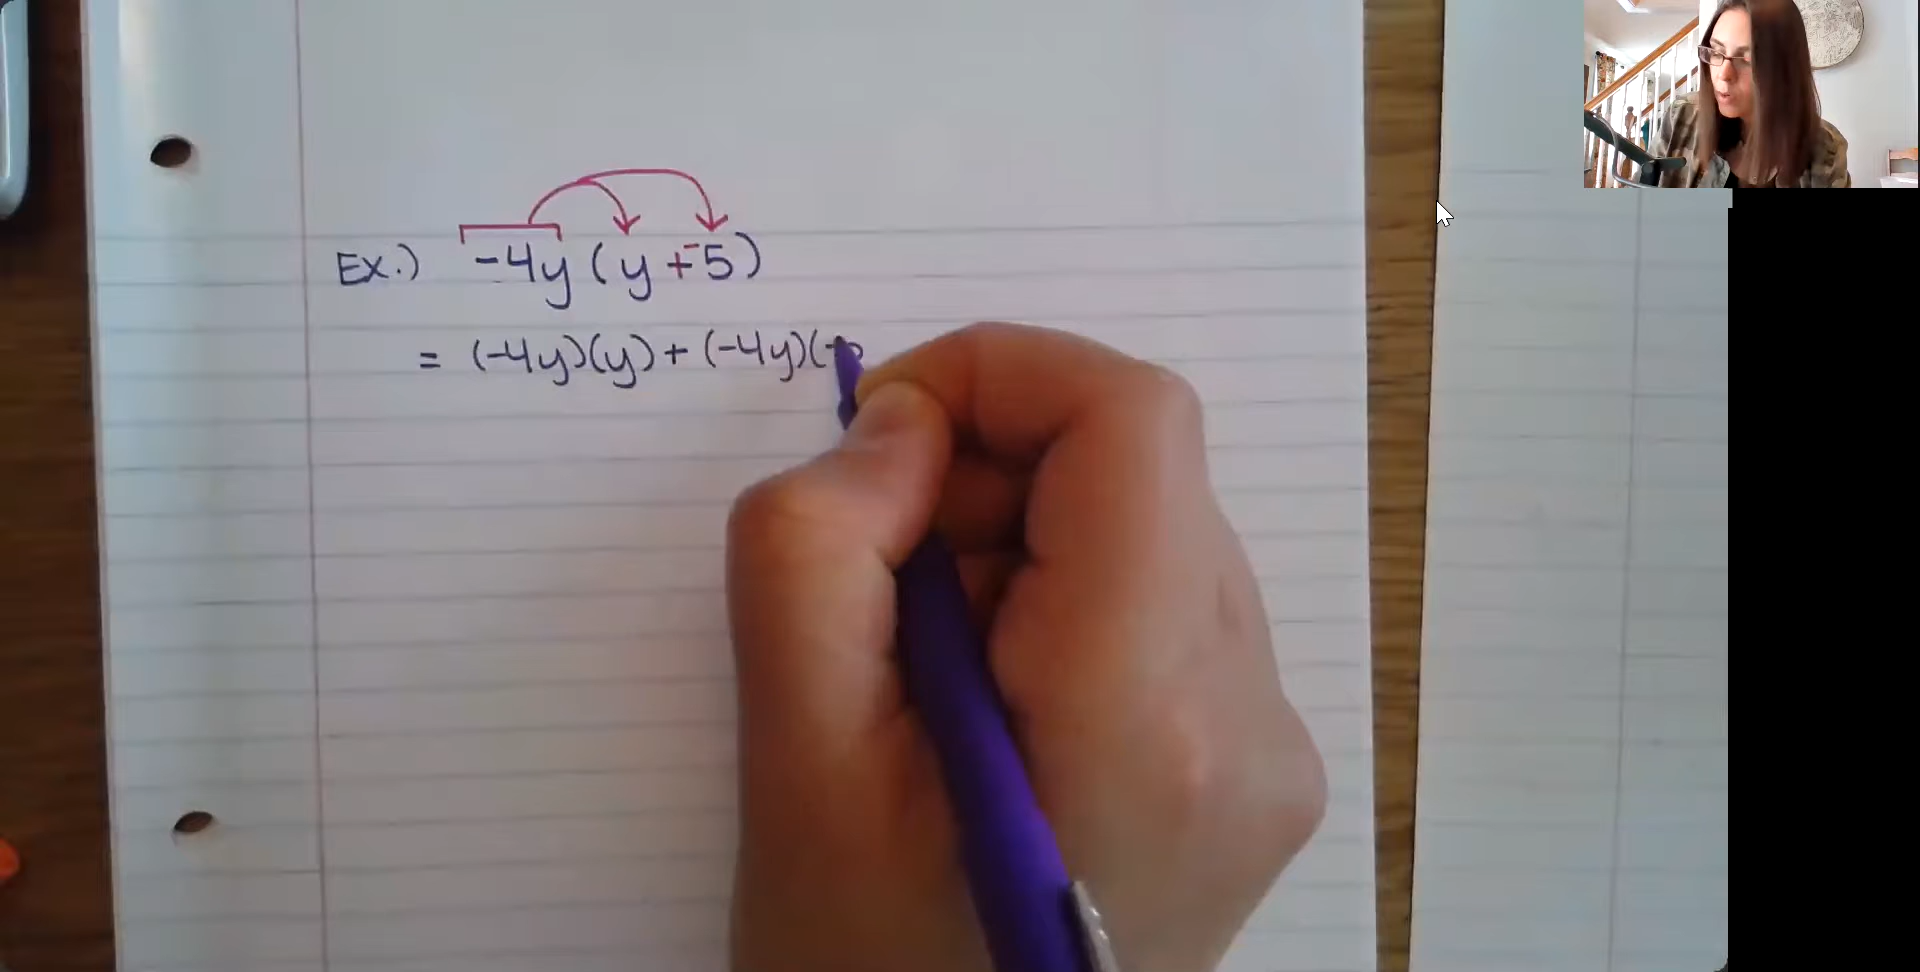 Ex.) -4y (y + -5)
= (-4y)(y) + (-4y)(-